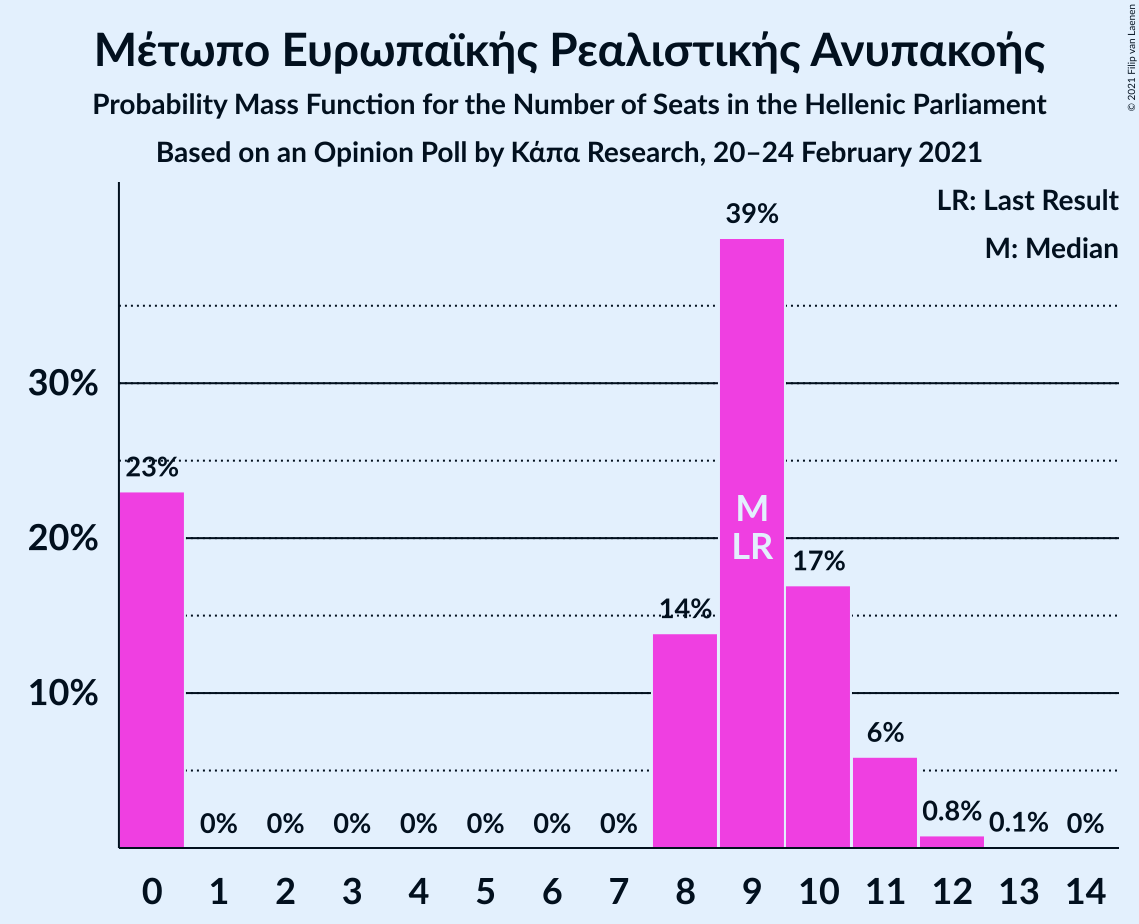 Μέτωπο Ευρωπαϊκής Ρεαλιστικής Ανυπακοής
Probability Mass Function for the Number of Seats in the Hellenic Parliament
Based on an Opinion Poll by Κάπα Research, 20–24 February 2021
© 2021 Filip van Laenen
LR: Last Result
M: Median
39%
30%
23%
M
20%
LR
17%
14%
10%
6%
0% 0% 0% 0% 0% 0% 0% 0.8% 0.1% 0%
0 1 2 3 4 5 6 7 8 9 10 11 12 13 14